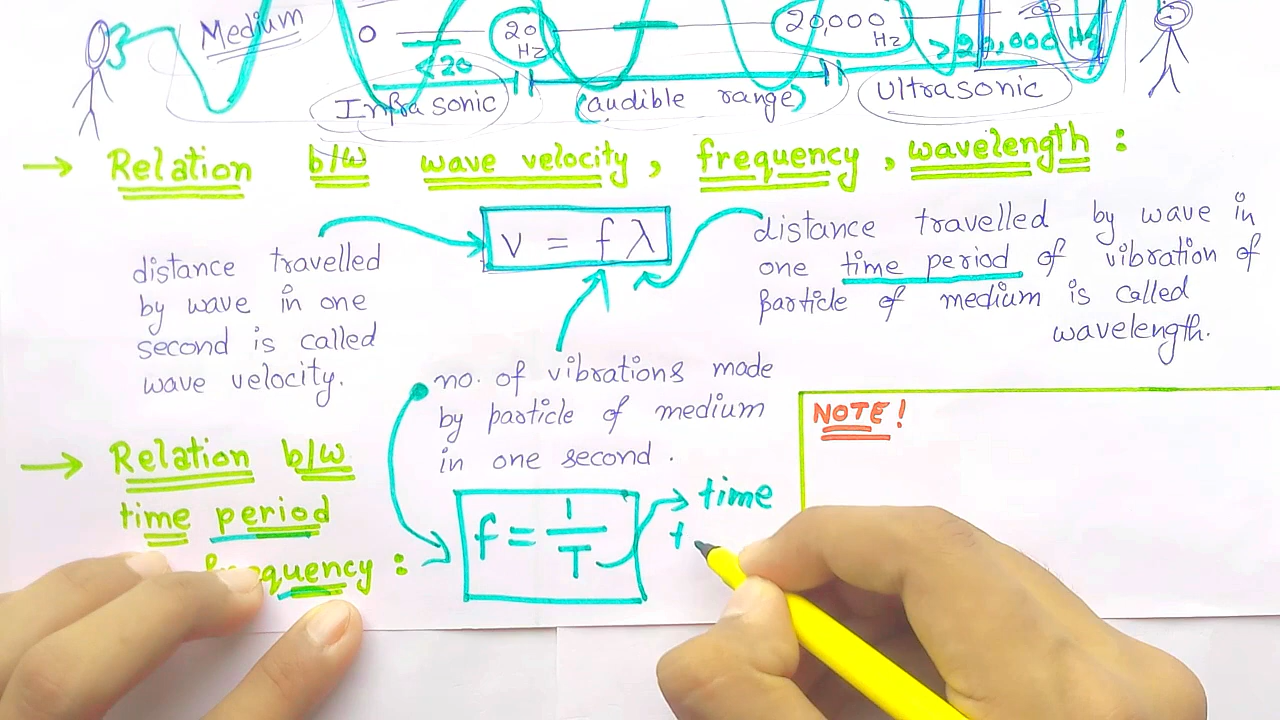 Medium
0
<20
20
Hz
20,000
Hz
∞
>20,000 Hz
Infrasonic
(audible range)
Ultrasonic
→ Relation b/w wave velocity, frequency, wavelength :
v = f λ
distance travelled
by wave in one
second is called
wave velocity.
distance travelled by wave in
one time period of vibration of
particle of medium is called
wavelength.
no. of vibrations made
by particle of medium
in one second.
→ Relation b/w
time period
frequency :
f = 1/T
→ time
t
NOTE!